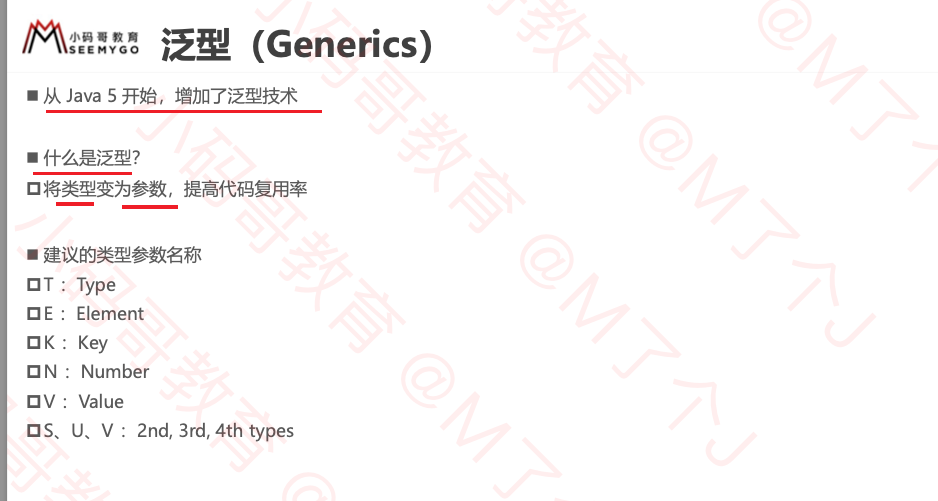 小码哥教育
SEEMYGO
泛型（Generics）
■ 从 Java 5 开始，增加了泛型技术
■ 什么是泛型？
将类型变为参数，提高代码复用率
■ 建议的类型参数名称
T ：Type
E ：Element
K ：Key
N ：Number
V ：Value
S、U、V ：2nd, 3rd, 4th types
小码哥教育 @M了个J
小码哥教育 @M了个J
小码哥教育 @M了个J